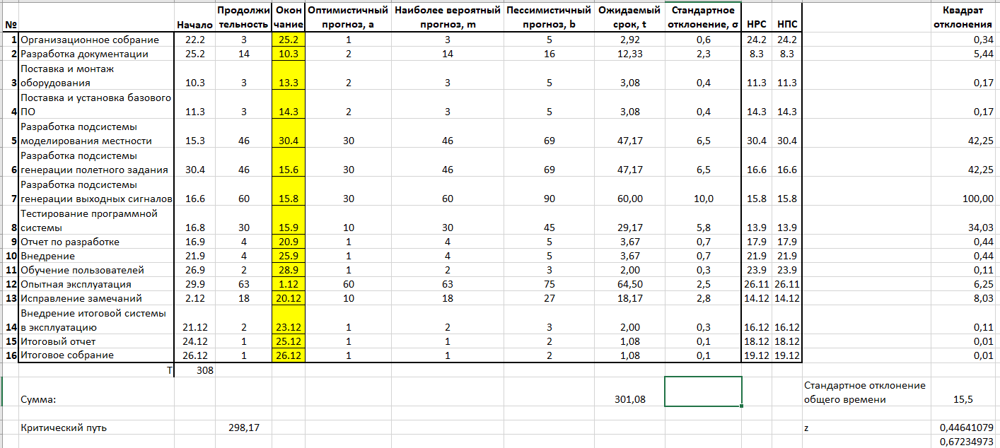 № Начало Продолжи тельность Окон чание Оптимистичный прогноз, a Наиболее вероятный прогноз, m Пессимистичный прогноз, b Ожидаемый срок, t Стандартное отклонение, σ НРС НПС Квадрат отклонения
1 Организационное собрание 22.2 3 25.2 1 3 5 2,92 0,6 24.2 24.2 0,34
2 Разработка документации 25.2 14 10.3 2 14 16 12,33 2,3 8.3 8.3 5,44
Поставка и монтаж
3 оборудования 10.3 3 13.3 2 3 5 3,08 0,4 11.3 11.3 0,17
Поставка и установка базового
4 ПО 11.3 3 14.3 2 3 5 3,08 0,4 14.3 14.3 0,17
Разработка подсистемы
5 моделирования местности 15.3 46 30.4 30 46 69 47,17 6,5 30.4 30.4 42,25
Разработка подсистемы
6 генерации полетного задания 30.4 46 15.6 30 46 69 47,17 6,5 16.6 16.6 42,25
Разработка подсистемы
7 генерации выходных сигналов 16.6 60 15.8 30 60 90 60,00 10,0 15.8 15.8 100,00
Тестирование программной
8 системы 16.8 30 15.9 10 30 45 29,17 5,8 13.9 13.9 34,03
9 Отчет по разработке 16.9 4 20.9 1 4 5 3,67 0,7 17.9 17.9 0,44
10 Внедрение 21.9 4 25.9 1 4 5 3,67 0,7 21.9 21.9 0,44
11 Обучение пользователей 26.9 2 28.9 1 2 3 2,00 0,3 23.9 23.9 0,11
12 Опытная эксплуатация 29.9 63 1.12 60 63 75 64,50 2,5 26.11 26.11 6,25
13 Исправление замечаний 2.12 18 20.12 10 18 27 18,17 2,8 14.12 14.12 8,03
Внедрение итоговой системы
14 в эксплуатацию 21.12 2 23.12 1 2 3 2,00 0,3 16.12 16.12 0,11
15 Итоговый отчет 24.12 1 25.12 1 1 2 1,08 0,1 18.12 18.12 0,01
16 Итоговое собрание 26.12 1 26.12 1 1 2 1,08 0,1 19.12 19.12 0,01
T 308
Стандартное отклонение
Сумма: 301,08 общего времени 15,5
Критический путь 298,17 z 0,44641079
0,67234973